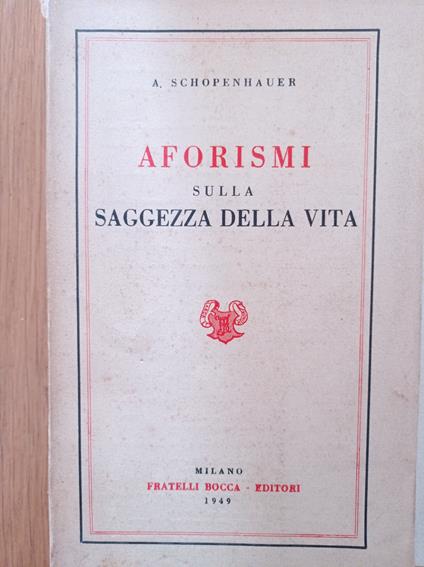 A. SCHOPENHAUER
AFORISMI
SULLA
SAGGEZZA DELLA VITA
MILANO
FRATELLI BOCCA - EDITORI
1949